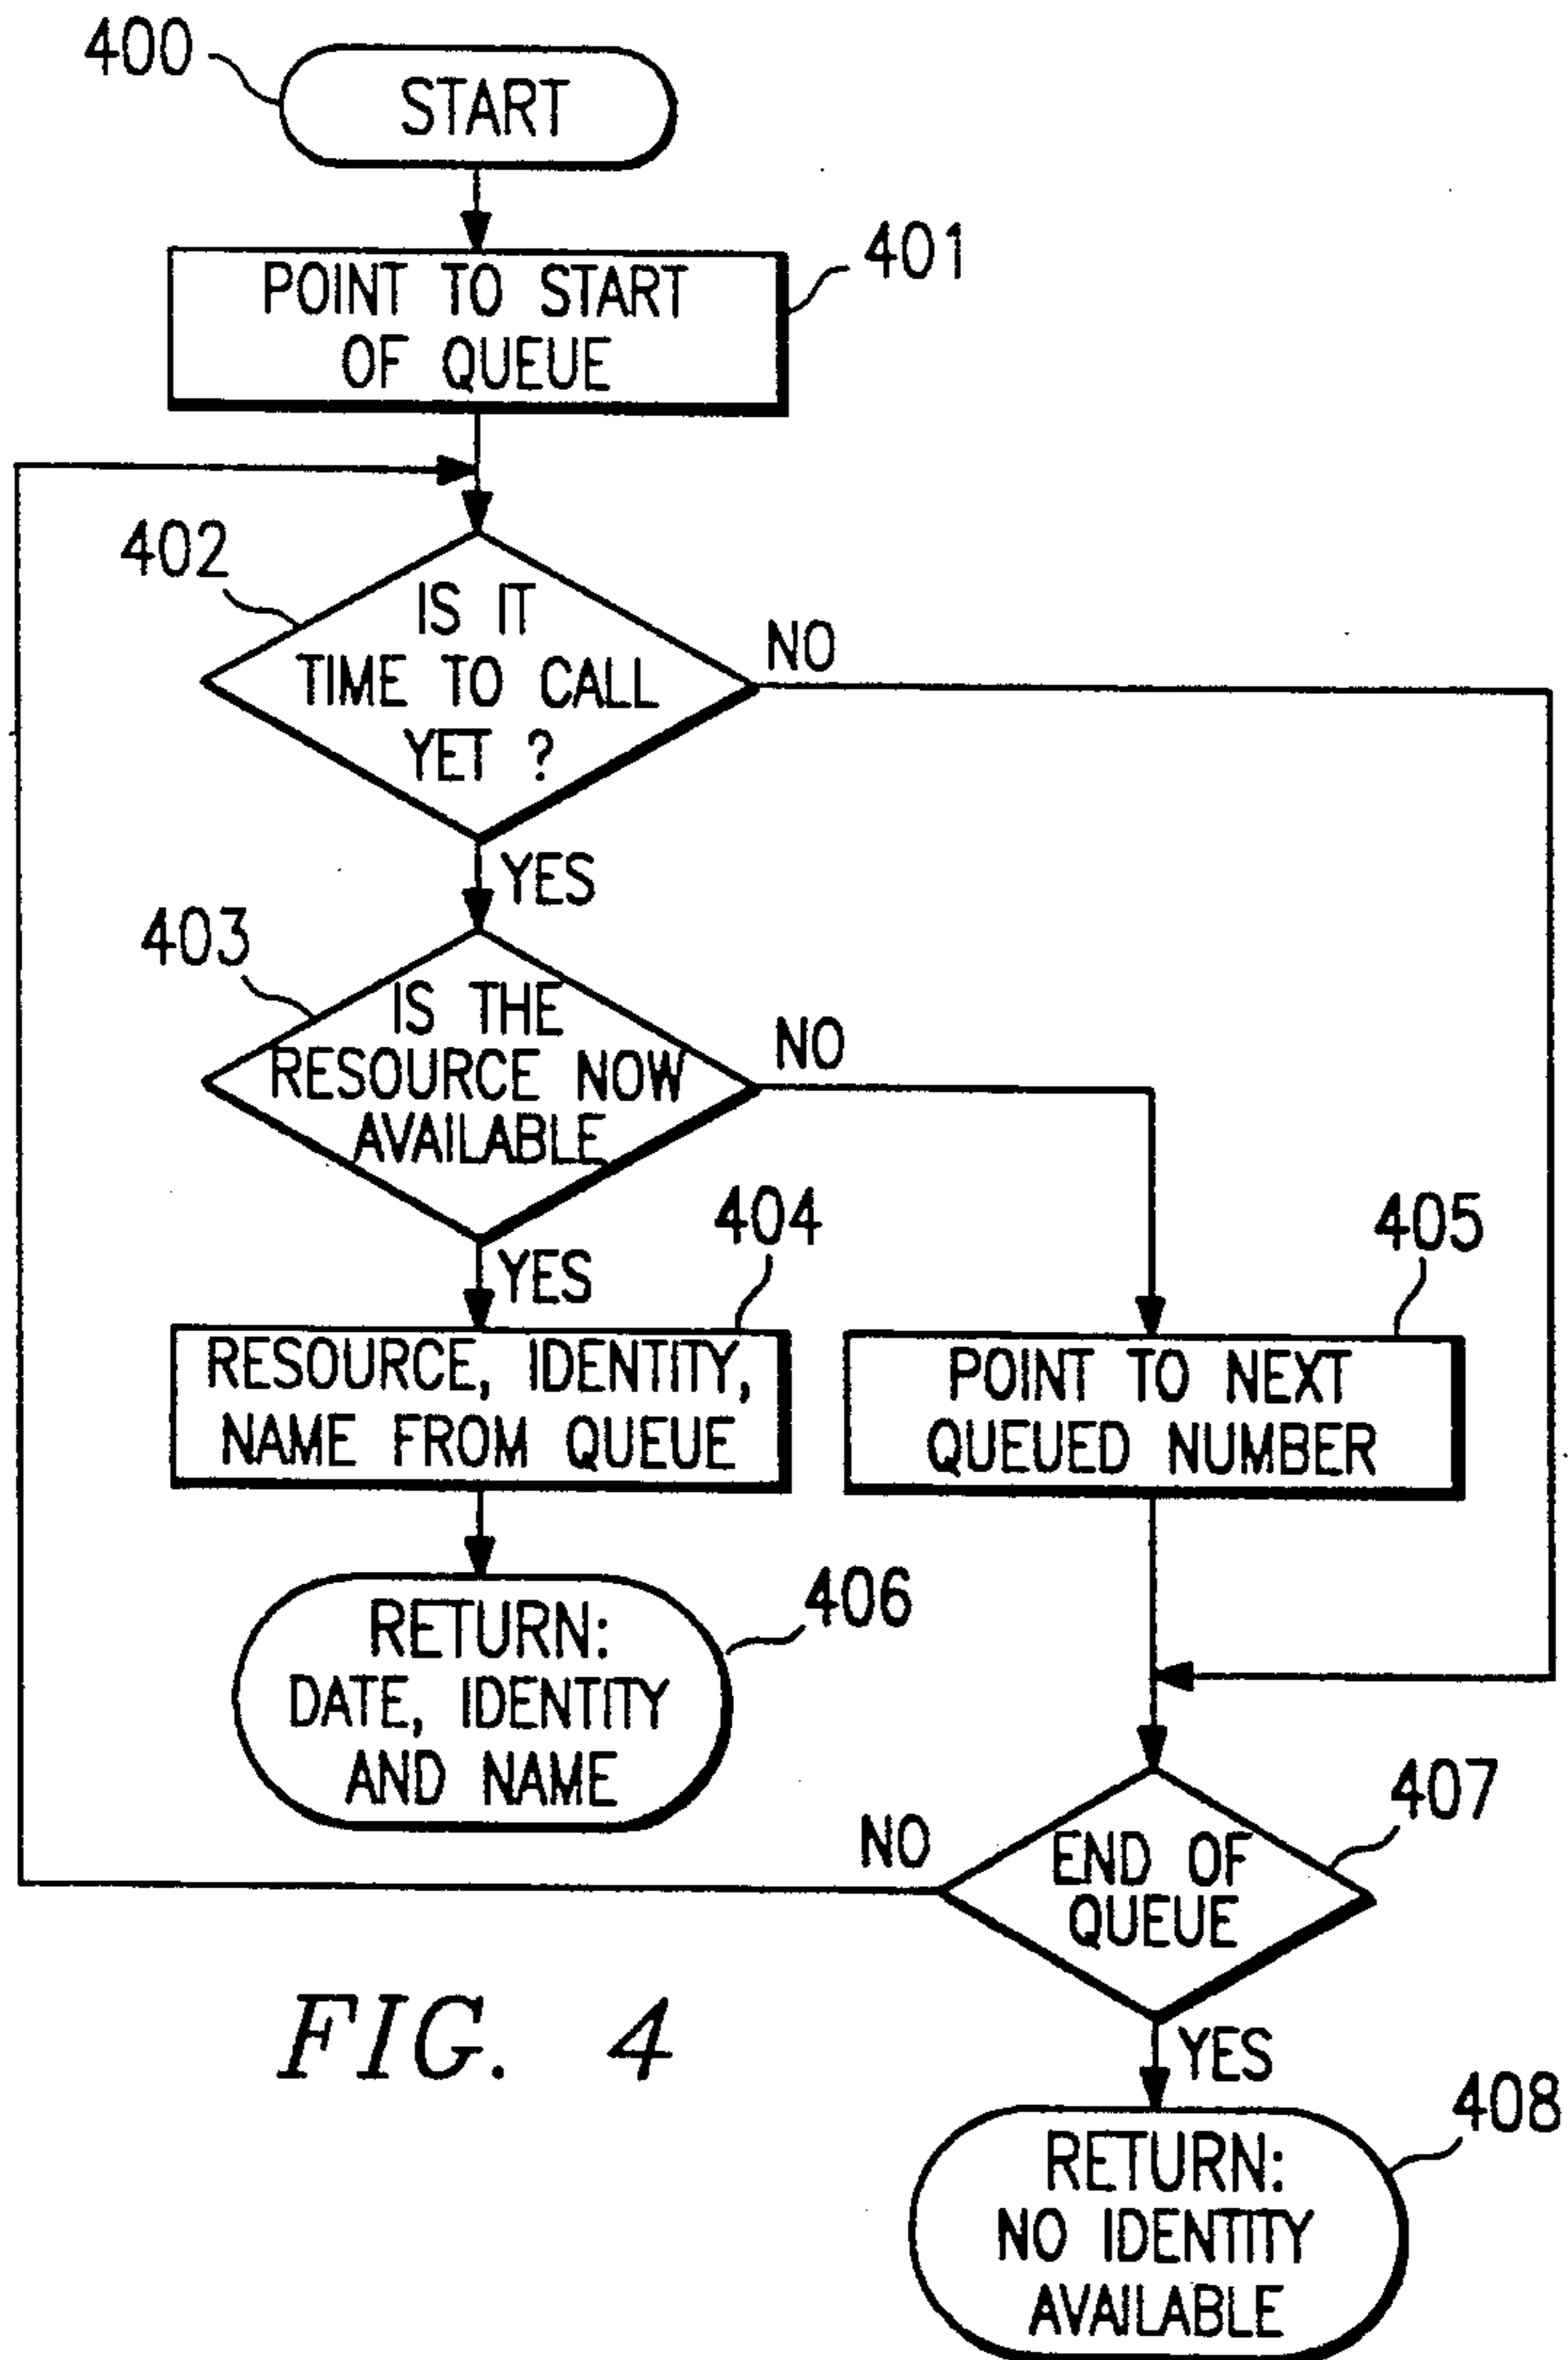 400
START
401
POINT TO START
OF QUEUE
402
IS IT
TIME TO CALL
YET ?
NO
YES
403
IS THE
RESOURCE NOW
AVAILABLE
NO
YES
404
RESOURCE, IDENTITY,
NAME FROM QUEUE
405
POINT TO NEXT
QUEUED NUMBER
406
RETURN:
DATE, IDENTITY
AND NAME
407
END OF
QUEUE
NO
YES
408
RETURN:
NO IDENTITY
AVAILABLE
FIG. 4